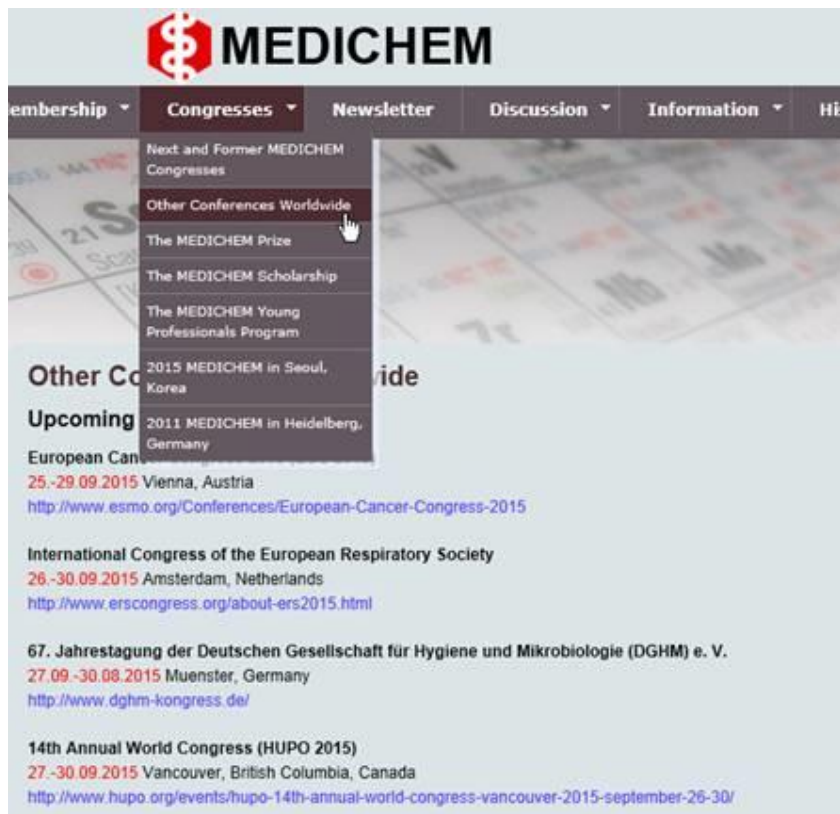 MEDICHEM
embership Congresses Newsletter Discussion Information Hi
Next and Former MEDICHEM
Congresses
Other Conferences Worldwide
The MEDICHEM Prize
The MEDICHEM Scholarship
The MEDICHEM Young
Professionals Program
2015 MEDICHEM in Seoul,
Korea
2011 MEDICHEM in Heidelberg,
Germany
Other Co ide
Upcoming
European Can
25.-29.09.2015 Vienna, Austria
http://www.esmo.org/Conferences/European-Cancer-Congress-2015
International Congress of the European Respiratory Society
26.-30.09.2015 Amsterdam, Netherlands
http://www.erscongress.org/about-ers2015.html
67. Jahrestagung der Deutschen Gesellschaft für Hygiene und Mikrobiologie (DGHM) e. V.
27.09.-30.08.2015 Muenster, Germany
http://www.dghm-kongress.de/
14th Annual World Congress (HUPO 2015)
27.-30.09.2015 Vancouver, British Columbia, Canada
http://www.hupo.org/events/hupo-14th-annual-world-congress-vancouver-2015-september-26-30/